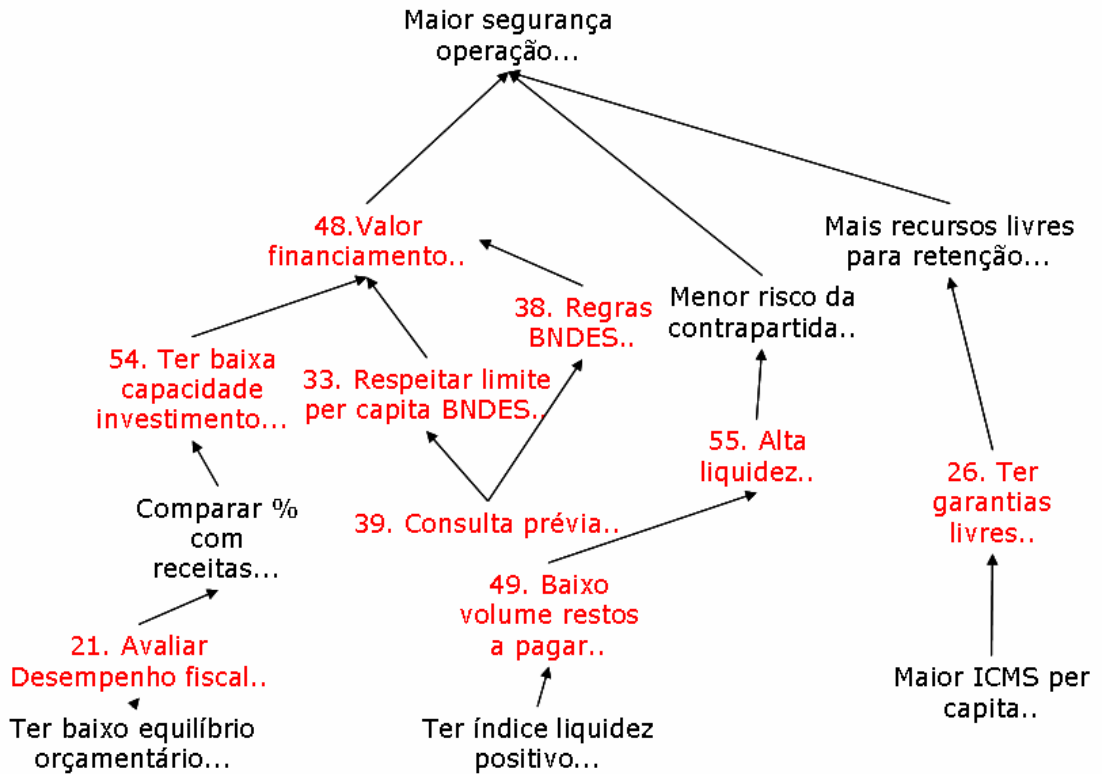 Maior segurança
operação...
48.Valor
financiamento..
Mais recursos livres
para retenção...
38. Regras
BNDES..
Menor risco da
contrapartida..
54. Ter baixa
capacidade
investimento...
33. Respeitar limite
per capita BNDES..
55. Alta
liquidez..
26. Ter
garantias
livres..
Comparar %
com
receitas...
39. Consulta prévia..
49. Baixo
volume restos
a pagar..
21. Avaliar
Desempenho fiscal..
Maior ICMS per
capita..
Ter baixo equilíbrio
orçamentário...
Ter índice liquidez
positivo...